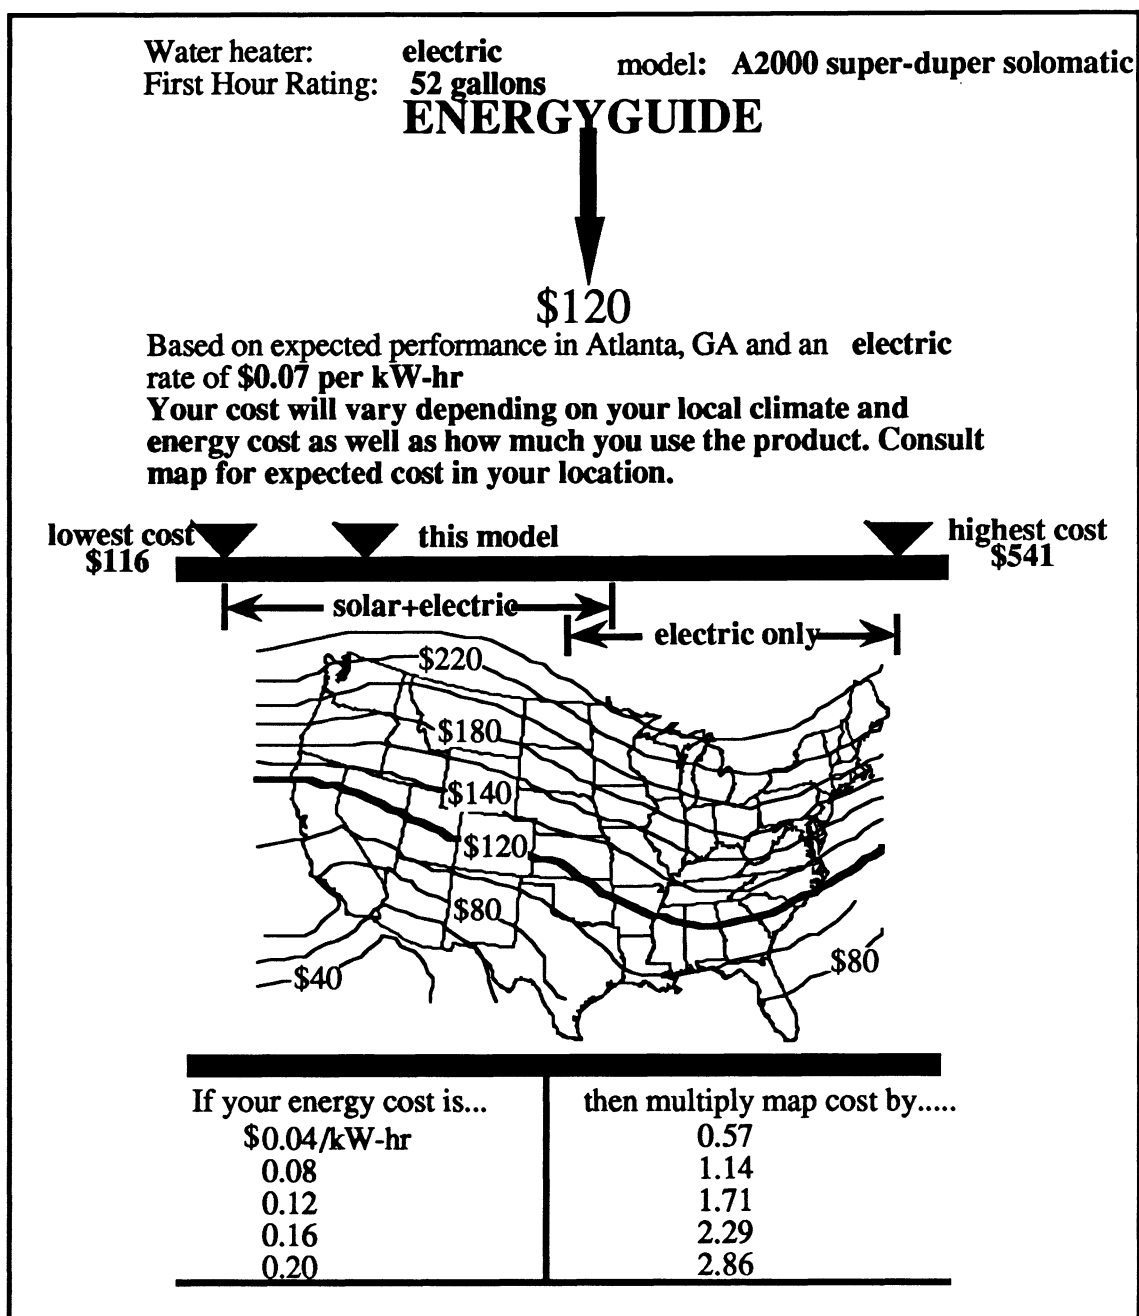 Water heater: electric
model: A2000 super-duper solomatic
First Hour Rating: 52 gallons
ENERGYGUIDE
$120
Based on expected performance in Atlanta, GA and an electric
rate of $0.07 per kW-hr
Your cost will vary depending on your local climate and
energy cost as well as how much you use the product. Consult
map for expected cost in your location.
lowest cost
$116
this model
highest cost
$541
solar+electric
electric only
$220
$180
$140
$120
$80
$40
$80
If your energy cost is...
then multiply map cost by.....
$0.04/kW-hr
0.57
0.08
1.14
0.12
1.71
0.16
2.29
0.20
2.86